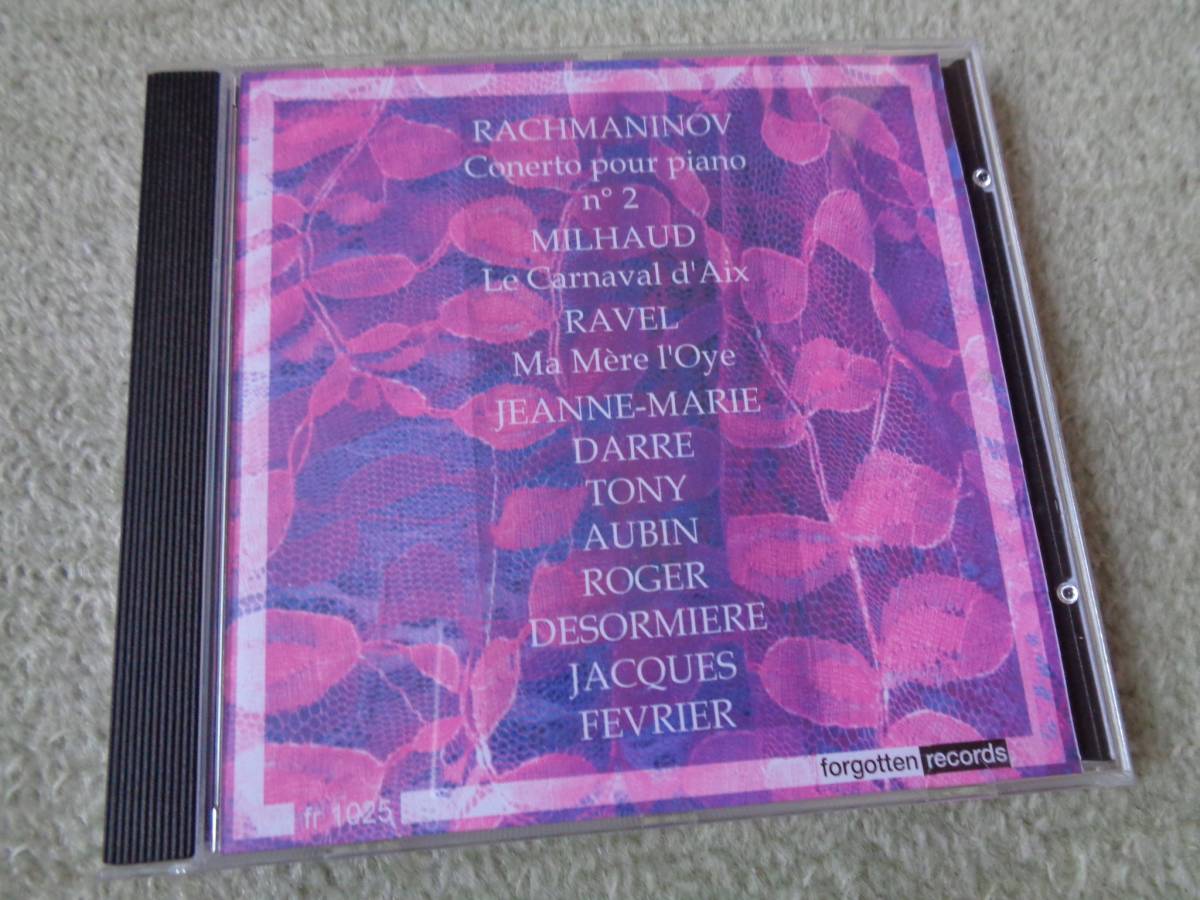 RACHMANINOV
Conerto pour piano
n° 2
MILHAUD
Le Carnaval d'Aix
RAVEL
Ma Mère l'Oye
JEANNE-MARIE
DARRE
TONY
AUBIN
ROGER
DESORMIERE
JACQUES
FEVRIER
forgotten records
fr 1025